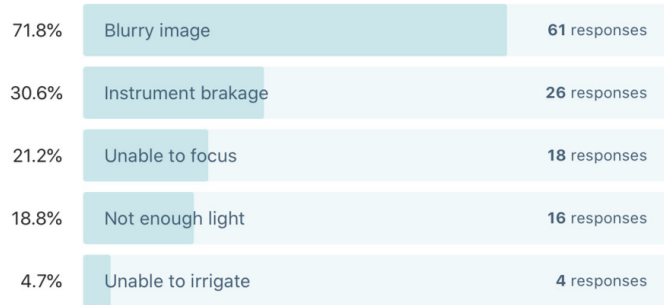 71.8% Blurry image 61 responses
30.6% Instrument brakage 26 responses
21.2% Unable to focus 18 responses
18.8% Not enough light 16 responses
4.7% Unable to irrigate 4 responses